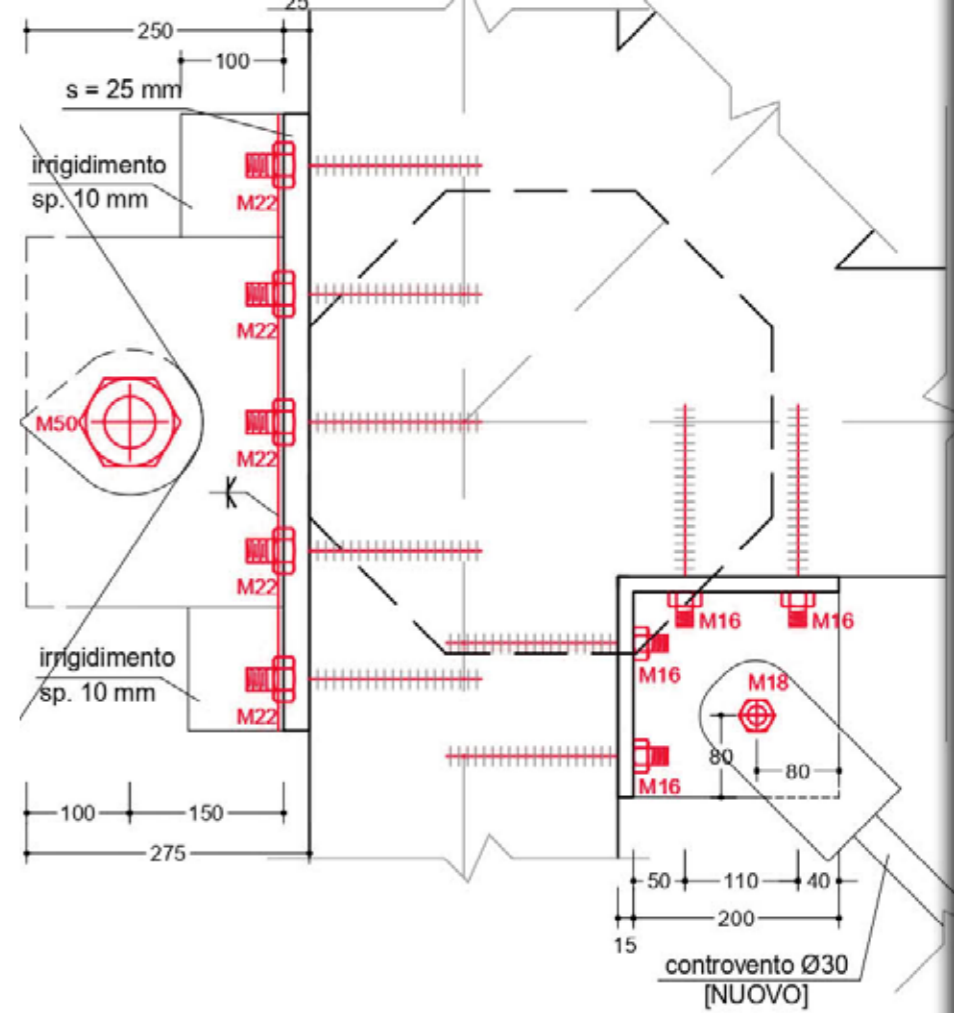 25
250
100
s = 25 mm
irrigidimento
sp. 10 mm
M22
M22
M50
M22
M22
irrigidimento
sp. 10 mm
M22
M16
M16
M16
M18
80
80
M16
100
150
275
50
110
40
200
15
controvento Ø30
[NUOVO]